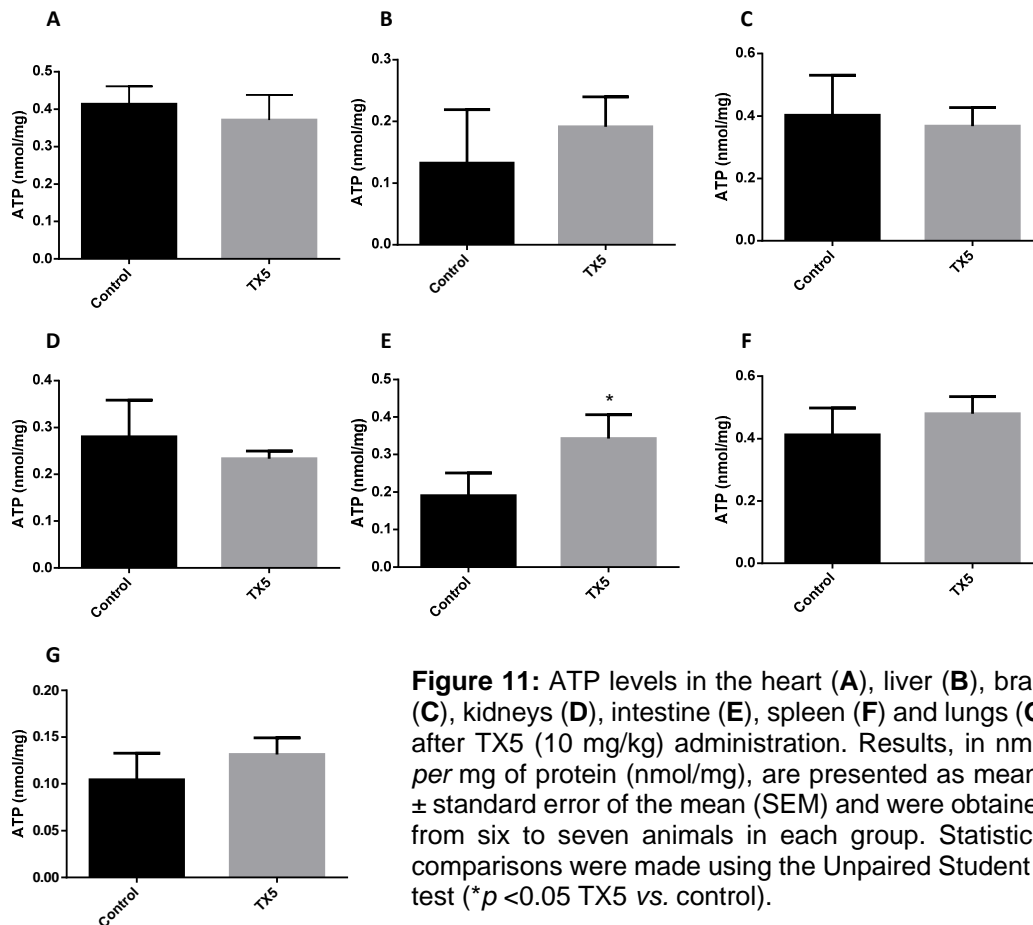 A
ATP (nmol/mg)
0.5
0.4
0.3
0.2
0.1
0.0
Control
TX5
B
ATP (nmol/mg)
0.3
0.2
0.1
0.0
Control
TX5
C
ATP (nmol/mg)
0.6
0.4
0.2
0.0
Control
TX5
D
ATP (nmol/mg)
0.4
0.3
0.2
0.1
0.0
Control
TX5
E
ATP (nmol/mg)
0.5
0.4
0.3
0.2
0.1
0.0
*
Control
TX5
F
ATP (nmol/mg)
0.6
0.4
0.2
0.0
Control
TX5
G
ATP (nmol/mg)
0.20
0.15
0.10
0.05
0.00
Control
TX5
Figure 11: ATP levels in the heart (A), liver (B), bra
(C), kidneys (D), intestine (E), spleen (F) and lungs (
after TX5 (10 mg/kg) administration. Results, in nm
per mg of protein (nmol/mg), are presented as mean
± standard error of the mean (SEM) and were obtaine
from six to seven animals in each group. Statistic
comparisons were made using the Unpaired Student
test (*p <0.05 TX5 vs. control).